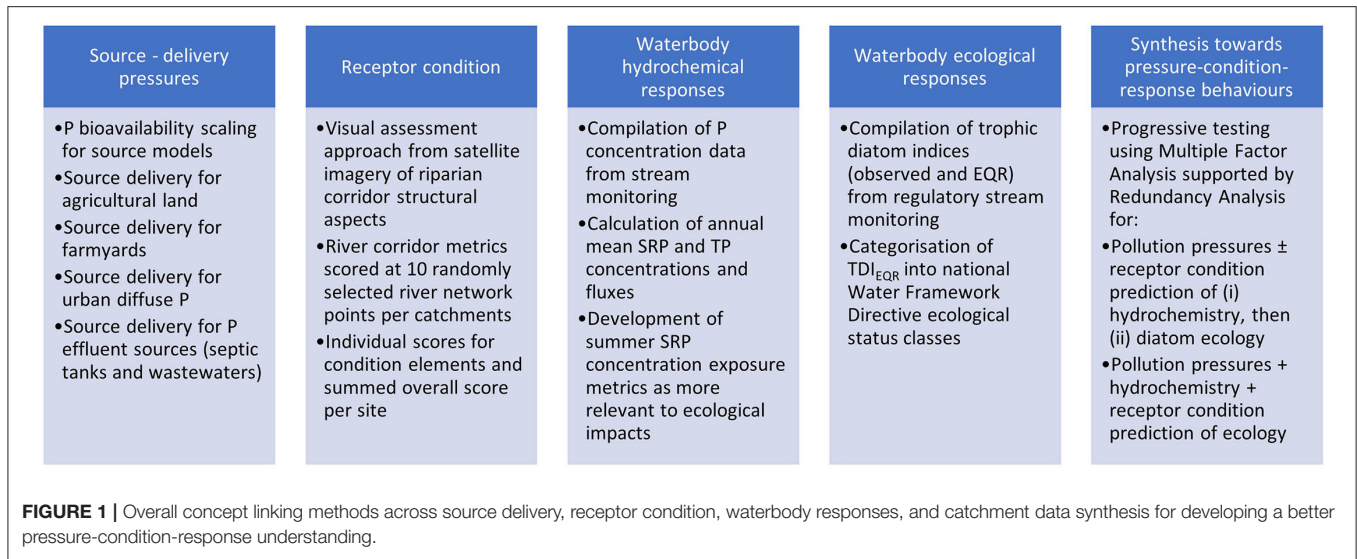 Source - delivery
pressures
•P bioavailability scaling
for source models
•Source delivery for
agricultural land
•Source delivery for
farmyards
•Source delivery for
urban diffuse P
•Source delivery for P
effluent sources (septic
tanks and wastewaters)
Receptor condition
•Visual assessment
approach from satellite
imagery of riparian
corridor structural
aspects
•River corridor metrics
scored at 10 randomly
selected river network
points per catchments
•Individual scores for
condition elements and
summed overall score
per site
Waterbody
hydrochemical
responses
•Compilation of P
concentration data
from stream
monitoring
•Calculation of annual
mean SRP and TP
concentrations and
fluxes
•Development of
summer SRP
concentration exposure
metrics as more
relevant to ecological
impacts
Waterbody ecological
responses
•Compilation of trophic
diatom indices
(observed and EQR)
from regulatory stream
monitoring
•Categorisation of
TDIEQR into national
Water Framework
Directive ecological
status classes
Synthesis towards
pressure-condition-
response behaviours
•Progressive testing
using Multiple Factor
Analysis supported by
Redundancy Analysis
for:
•Pollution pressures ±
receptor condition
prediction of (i)
hydrochemistry, then
(ii) diatom ecology
•Pollution pressures +
hydrochemistry +
receptor condition
prediction of ecology
FIGURE 1 | Overall concept linking methods across source delivery, receptor condition, waterbody responses, and catchment data synthesis for developing a better
pressure-condition-response understanding.